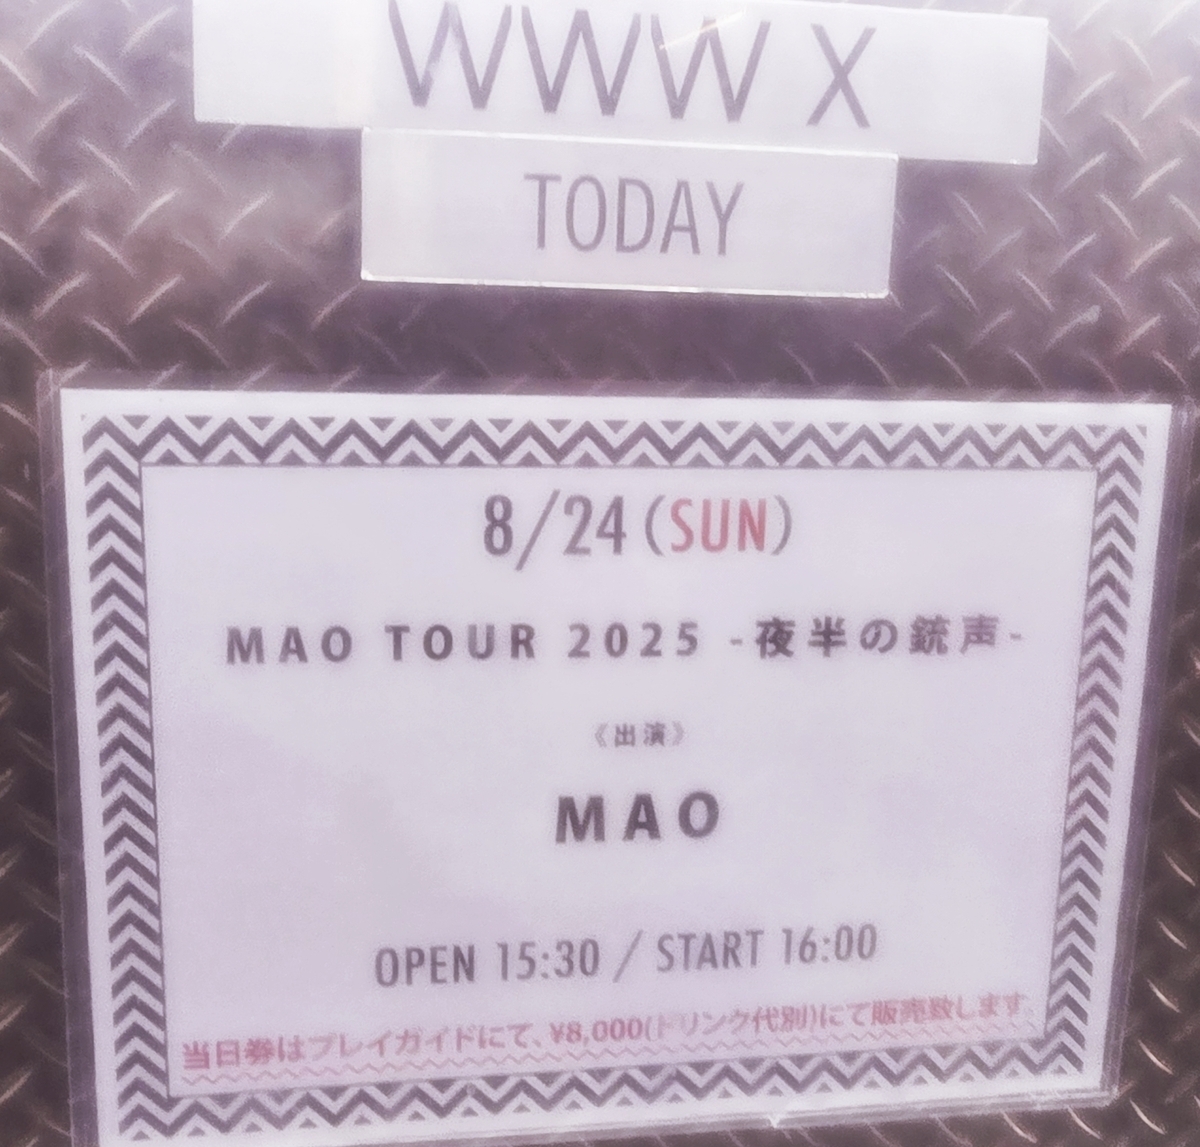 WWW X
TODAY
8/24(SUN)
MAO TOUR 2025 -夜半の銃声-
《出演》
MAO
OPEN 15:30 / START 16:00
当日券はプレイガイドにて、¥8,000(ドリンク代別)にて販売致します。